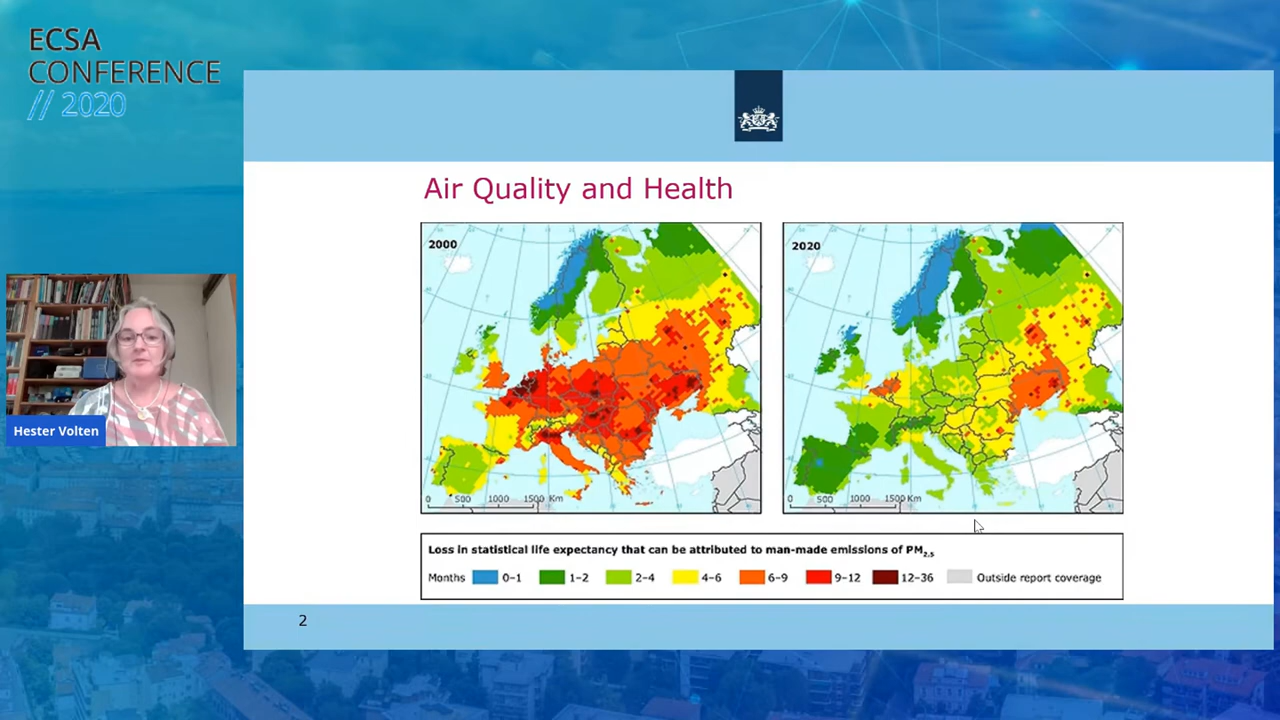 ECSA
CONFERENCE
// 2020
Hester Volten
Air Quality and Health
2000
0 500 1000 1500 Km
2020
0 500 1000 1500 Km
Loss in statistical life expectancy that can be attributed to man-made emissions of PM2,5
Months 0–1 1–2 2–4 4–6 6–9 9–12 12–36 Outside report coverage
2